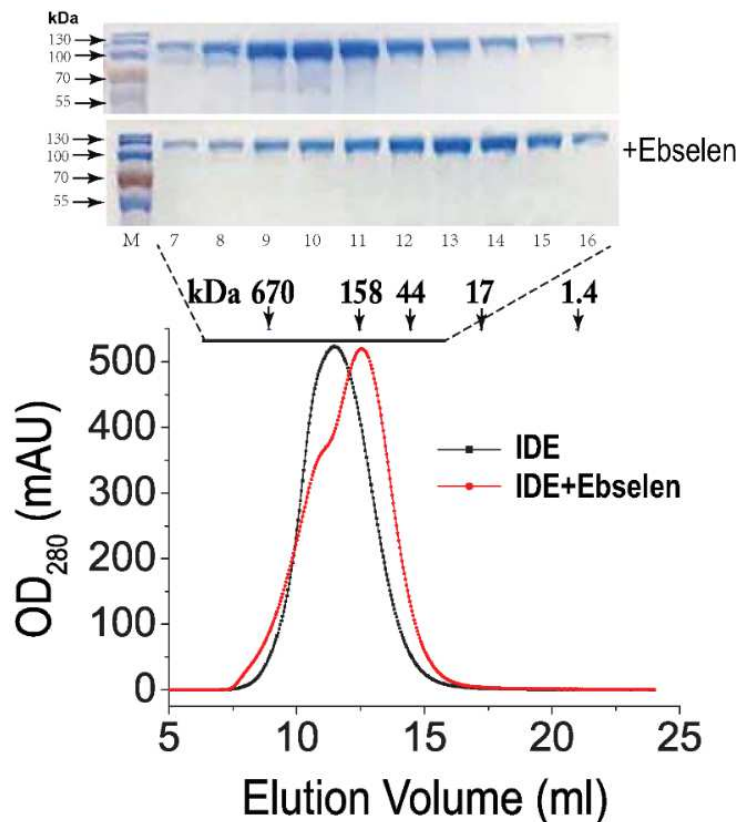 kDa
130
100
70
55
130
100
70
55
+Ebselen
M 7 8 9 10 11 12 13 14 15 16
kDa 670 158 44 17 1.4
500
400
300
200
100
0
OD280 (mAU)
IDE
IDE+Ebselen
5 10 15 20 25
Elution Volume (ml)